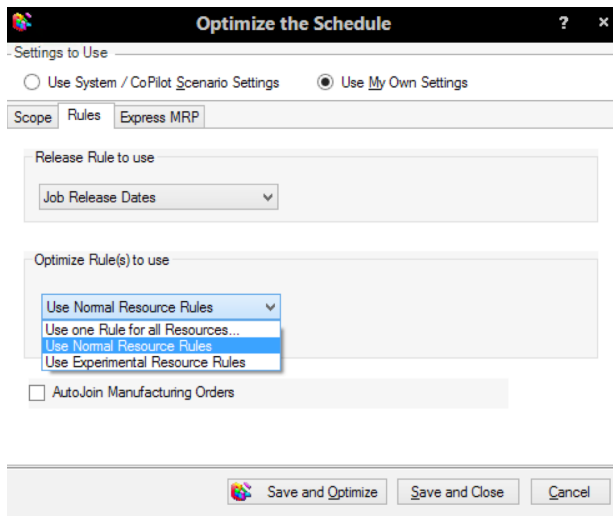 Optimize the Schedule ? ×
Settings to Use
Use System / CoPilot Scenario Settings Use My Own Settings
Scope Rules Express MRP
Release Rule to use
Job Release Dates
Optimize Rule(s) to use
Use Normal Resource Rules
Use one Rule for all Resources...
Use Normal Resource Rules
Use Experimental Resource Rules
AutoJoin Manufacturing Orders
Save and Optimize Save and Close Cancel